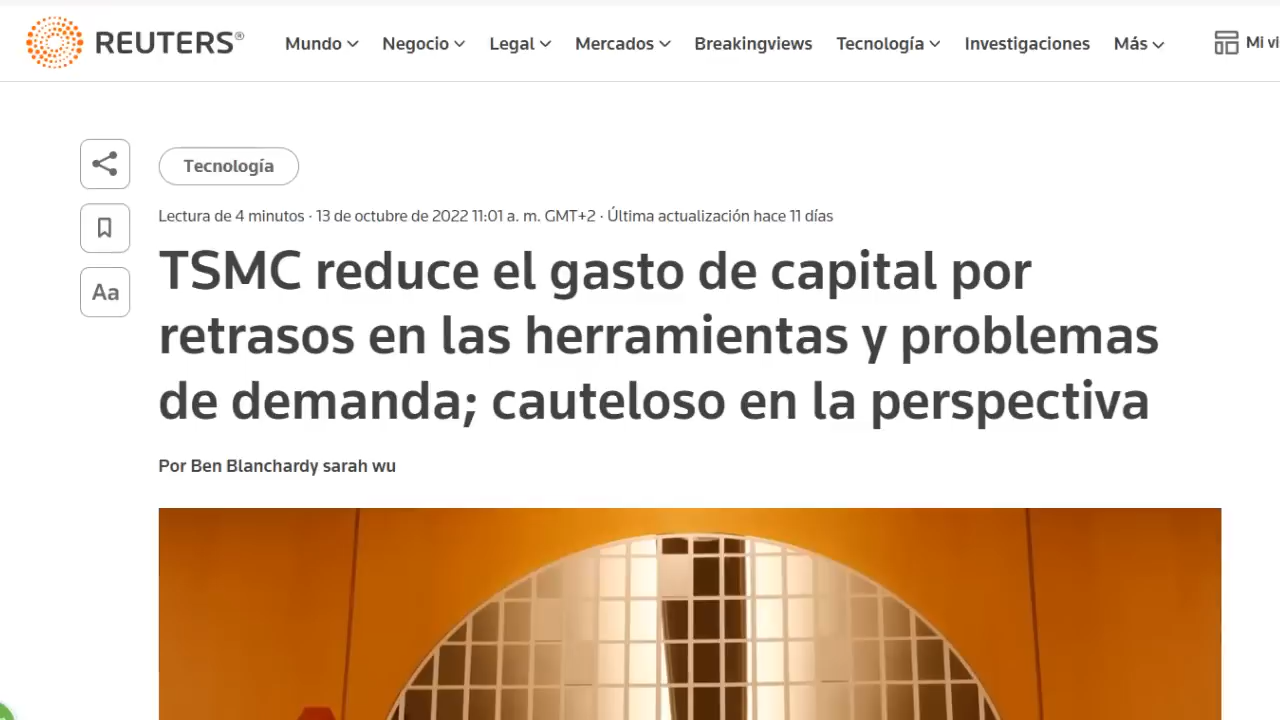 REUTERS®
Mundo Negocio Legal Mercados Breakingviews Tecnología Investigaciones Más
Tecnología
Lectura de 4 minutos · 13 de octubre de 2022 11:01 a. m. GMT+2 · Última actualización hace 11 días
Aa
TSMC reduce el gasto de capital por
retrasos en las herramientas y problemas
de demanda; cauteloso en la perspectiva
Por Ben Blanchardy sarah wu